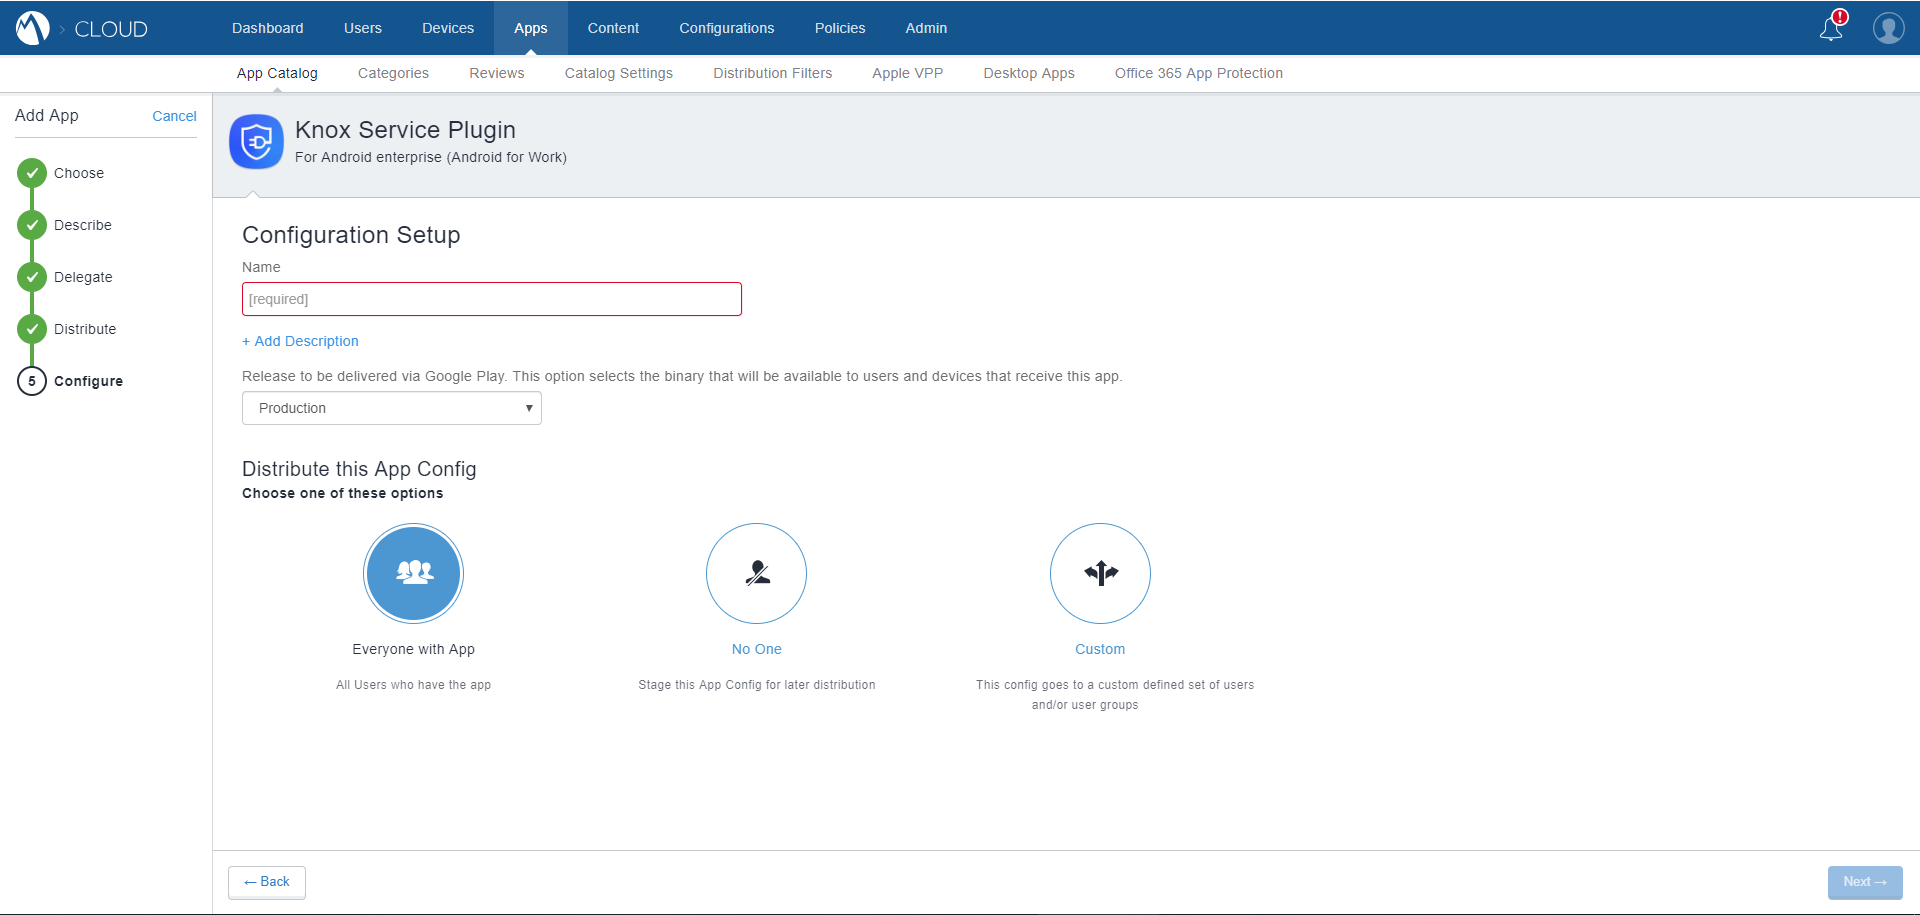 CLOUD
Dashboard Users Devices Apps Content Configurations Policies Admin
App Catalog Categories Reviews Catalog Settings Distribution Filters Apple VPP Desktop Apps Office 365 App Protection
Add App Cancel
Choose
Describe
Delegate
Distribute
5 Configure
Knox Service Plugin
For Android enterprise (Android for Work)
Configuration Setup
Name
[required]
+ Add Description
Release to be delivered via Google Play. This option selects the binary that will be available to users and devices that receive this app.
Production
Distribute this App Config
Choose one of these options
Everyone with App
All Users who have the app
No One
Stage this App Config for later distribution
Custom
This config goes to a custom defined set of users
and/or user groups
← Back
Next →